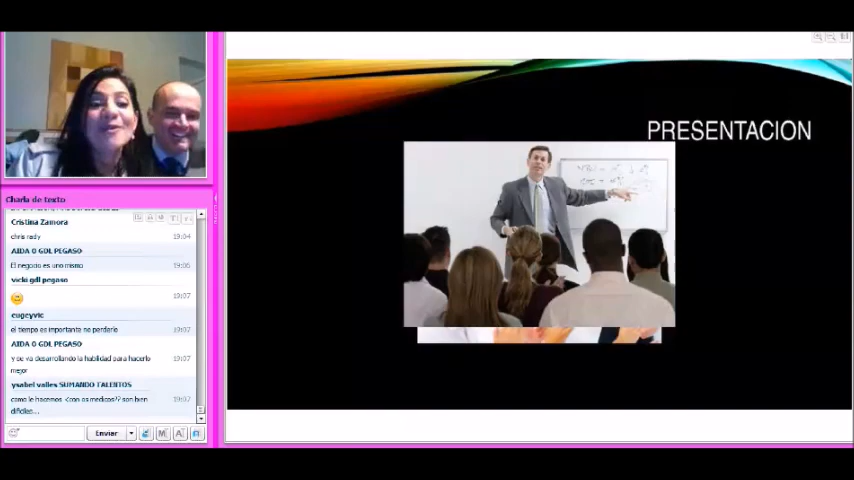 Charla de texto
Cristina Zamora
chris rady 19:04
AIDA O GDL PEGASO
El negocio es uno mismo 19:06
vicki gdl pegaso
19:07
eugeyvic
el tiempo es importante no perderlo 19:07
AIDA O GDL PEGASO
y se va desarrollando la habilidad para hacerlo 19:07
mejor
ysabel valles SUMANDO TALENTOS
como le hacemos <con os medicos?? son bien 19:07
dificiles...
Enviar
PRESENTACION